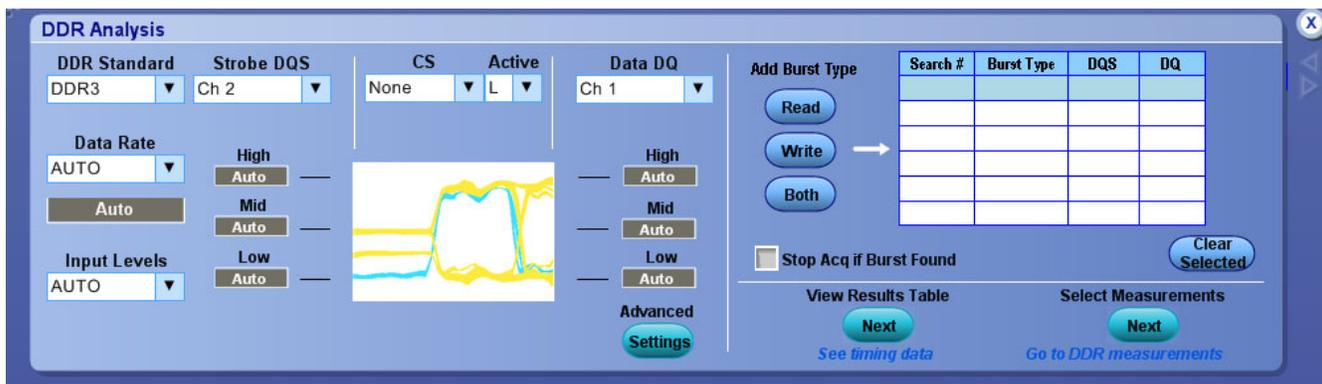 DDR Analysis
X
DDR Standard
DDR3
Strobe DQS
Ch 2
CS
None
Active
L
Data DQ
Ch 1
Data Rate
AUTO
Auto
Input Levels
AUTO
High
Auto
Mid
Auto
Low
Auto
High
Auto
Mid
Auto
Low
Auto
Advanced
Settings
Add Burst Type
Read
Write
Both
Search # Burst Type DQS DQ
Stop Acq if Burst Found
Clear
Selected
View Results Table
Next
See timing data
Select Measurements
Next
Go to DDR measurements